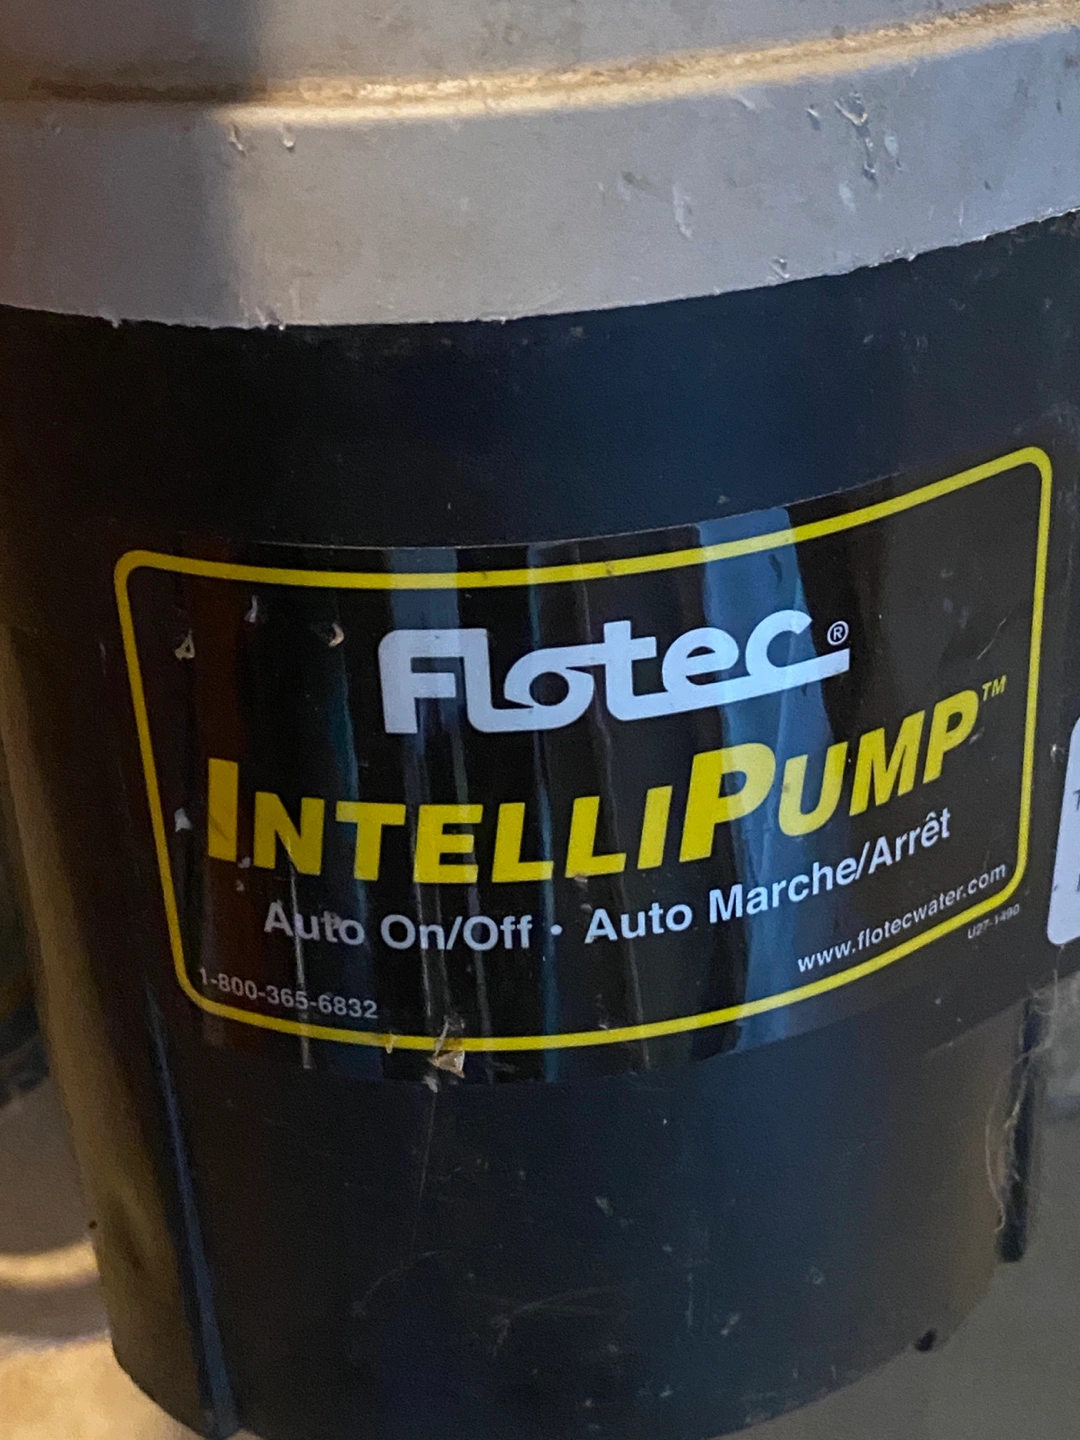 Flotec®
INTELLIPUMP™
Auto On/Off • Auto Marche/Arrêt
1-800-365-6832
www.flotecwater.com
U27-1490